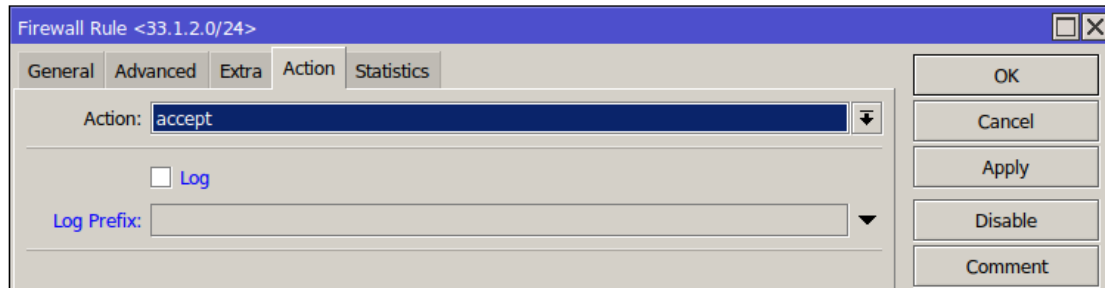 Firewall Rule <33.1.2.0/24>
General Advanced Extra Action Statistics
OK
Action: accept
Cancel
Log
Apply
Log Prefix:
Disable
Comment